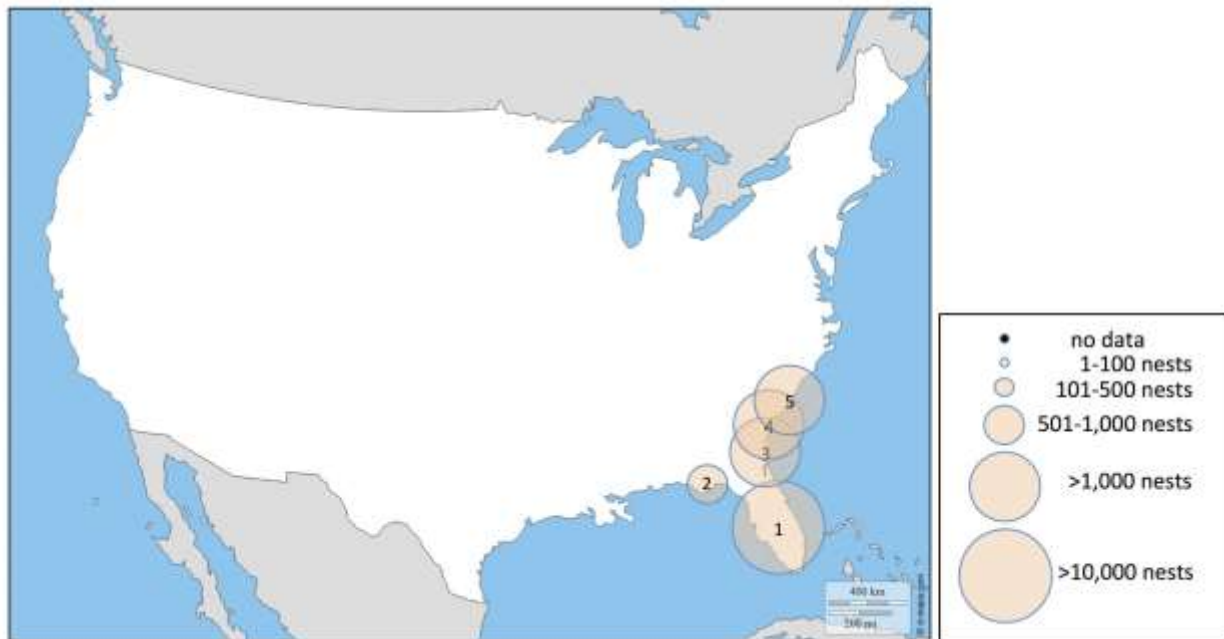 5
4
3
2
1
400 km
200 mi
no data
1-100 nests
101-500 nests
501-1,000 nests
>1,000 nests
>10,000 nests